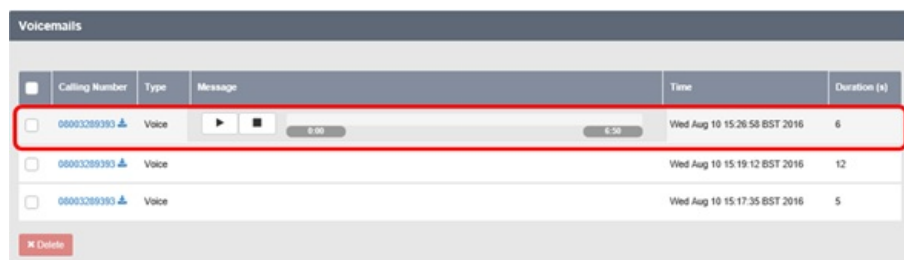 Voicemails
Calling Number Type Message Time Duration (s)
08003289393 Voice 0:00 6:50 Wed Aug 10 15:26:58 BST 2016 6
08003289393 Voice Wed Aug 10 15:19:12 BST 2016 12
08003289393 Voice Wed Aug 10 15:17:35 BST 2016 5
Delete